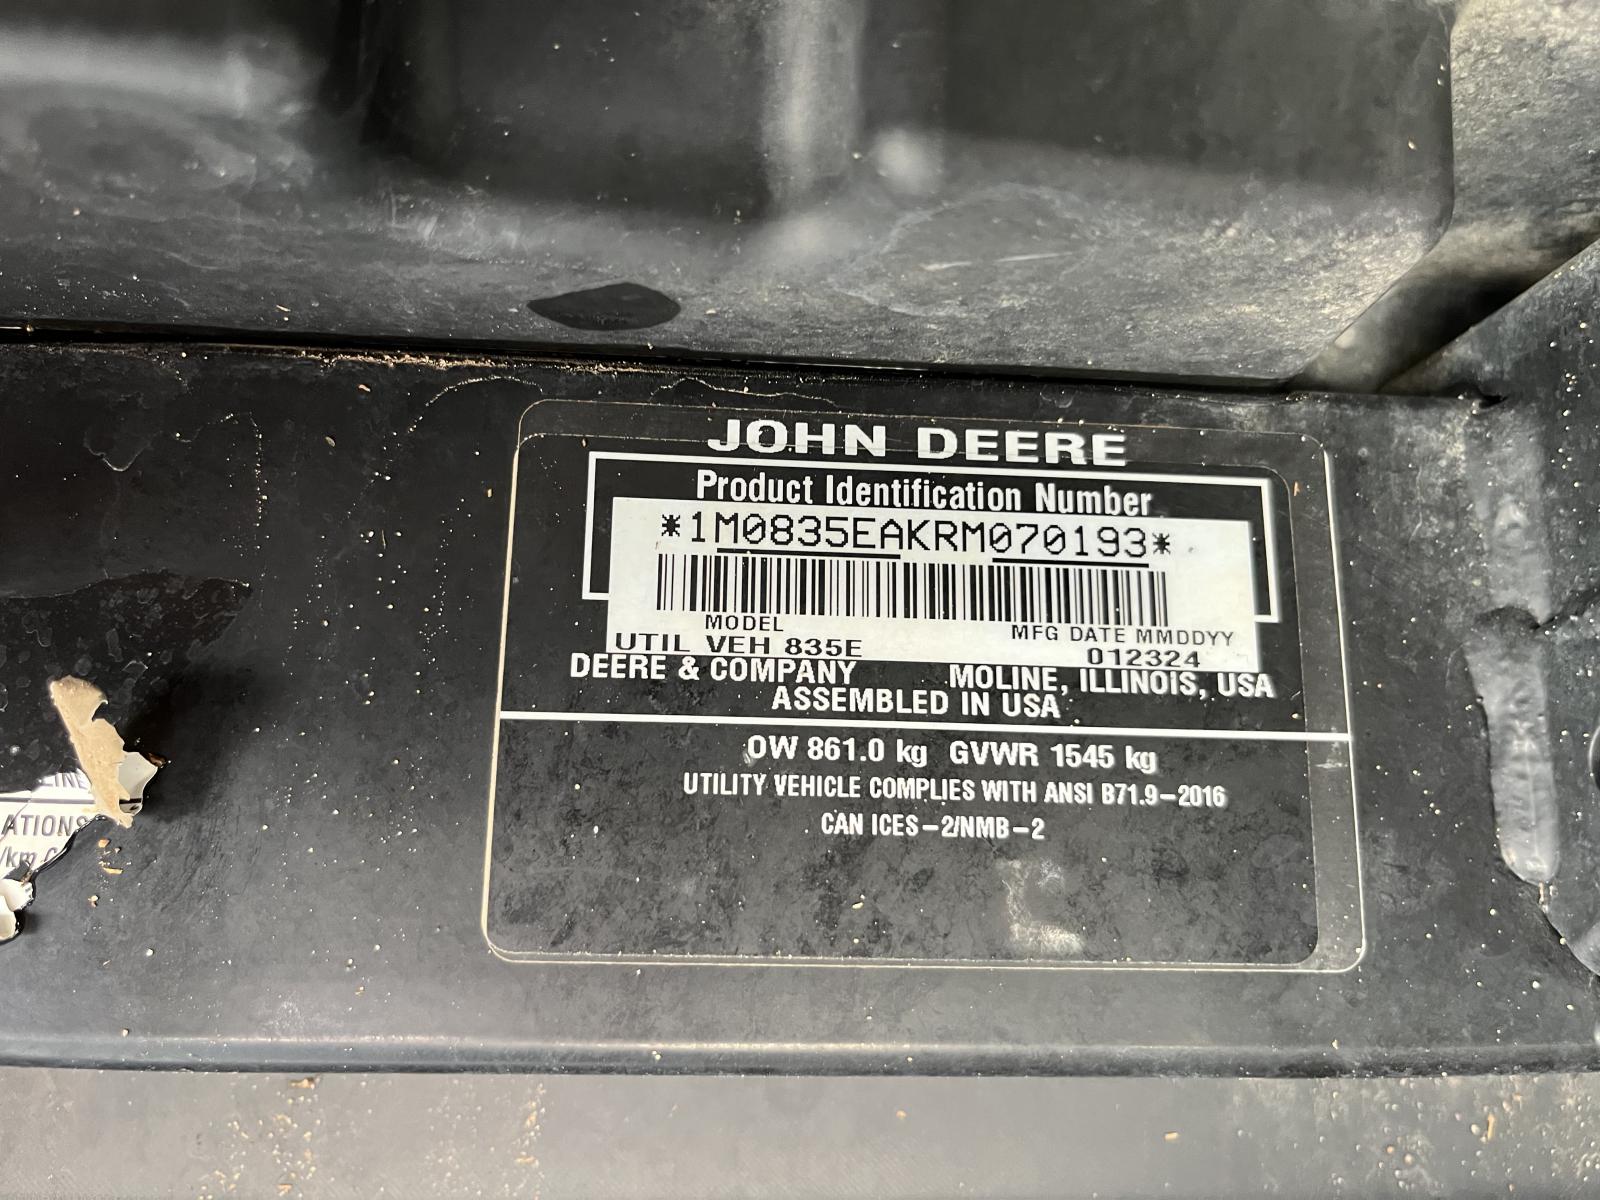 JOHN DEERE
Product Identification Number
*1M0835EAKRM070193*
MODEL
MFG DATE MMDDYY
UTIL VEH 835E
012324
DEERE & COMPANY MOLINE, ILLINOIS, USA
ASSEMBLED IN USA
OW 861.0 kg GVWR 1545 kg
UTILITY VEHICLE COMPLIES WITH ANSI B71.9-2016
CAN ICES-2/NMB-2
ATIONS
/km